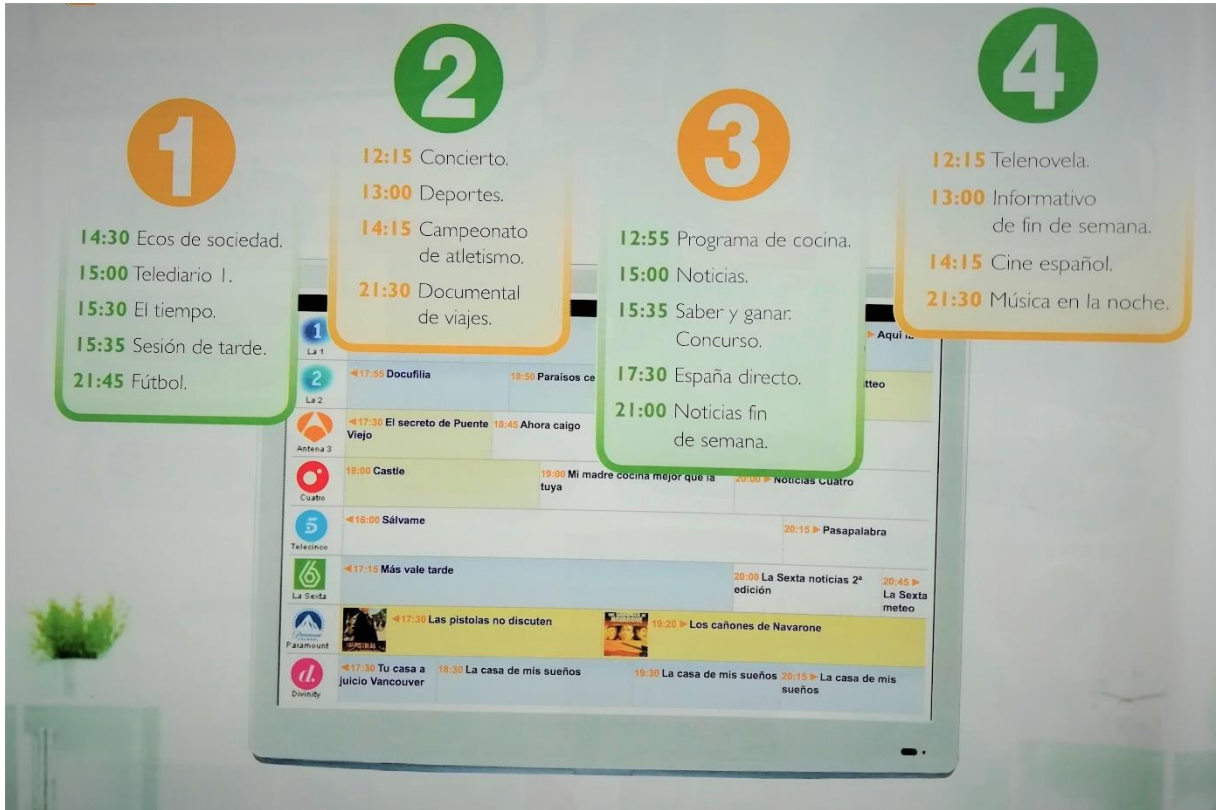 1
14:30 Ecos de sociedad.
15:00 Telediario 1.
15:30 El tiempo.
15:35 Sesión de tarde.
21:45 Fútbol.
2
12:15 Concierto.
13:00 Deportes.
14:15 Campeonato
de atletismo.
21:30 Documental
de viajes.
3
12:55 Programa de cocina.
15:00 Noticias.
15:35 Saber y ganar.
Concurso.
17:30 España directo.
21:00 Noticias fin
de semana.
4
12:15 Telenovela.
13:00 Informativo
de fin de semana.
14:15 Cine español.
21:30 Música en la noche.
1
La 1
Aquí la
2
La 2
17:55 Docufilia
18:50 Paraísos ce
tteo
Antena 3
17:30 El secreto de Puente
Viejo
18:45 Ahora caigo
Cuatro
18:00 Castle
19:00 Mi madre cocina mejor que la
tuya
20:00 Noticias Cuatro
5
Telecinco
16:00 Sálvame
20:15 Pasapalabra
6
La Sexta
17:15 Más vale tarde
20:00 La Sexta noticias 2ª
edición
20:45
La Sexta
meteo
Paramount
17:30 Las pistolas no discuten
19:20 Los cañones de Navarone
d.
Divinity
17:30 Tu casa a
juicio Vancouver
18:30 La casa de mis sueños
19:30 La casa de mis sueños
20:15 La casa de mis
sueños